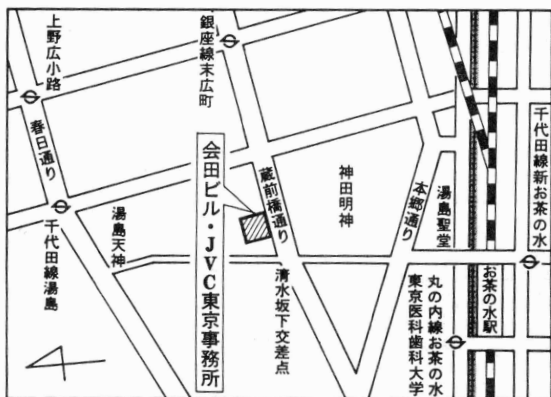 上野広小路
春日通り
千代田線湯島
湯島天神
銀座線末広町
会田ビル・JVC東京事務所
蔵前橋通り
清水坂下交差点
神田明神
本郷通り
湯島聖堂
東京医科歯科大学
丸の内線お茶の水
お茶の水駅
千代田線新お茶の水